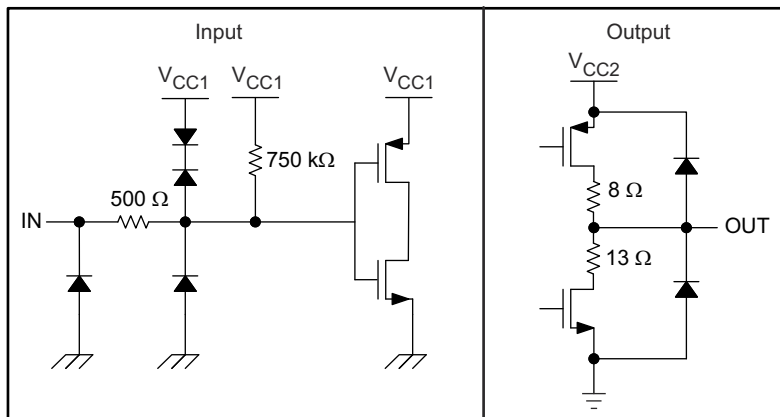 Input
Output
VCC1
VCC1
VCC1
VCC2
750 kΩ
500 Ω
IN
8 Ω
OUT
13 Ω